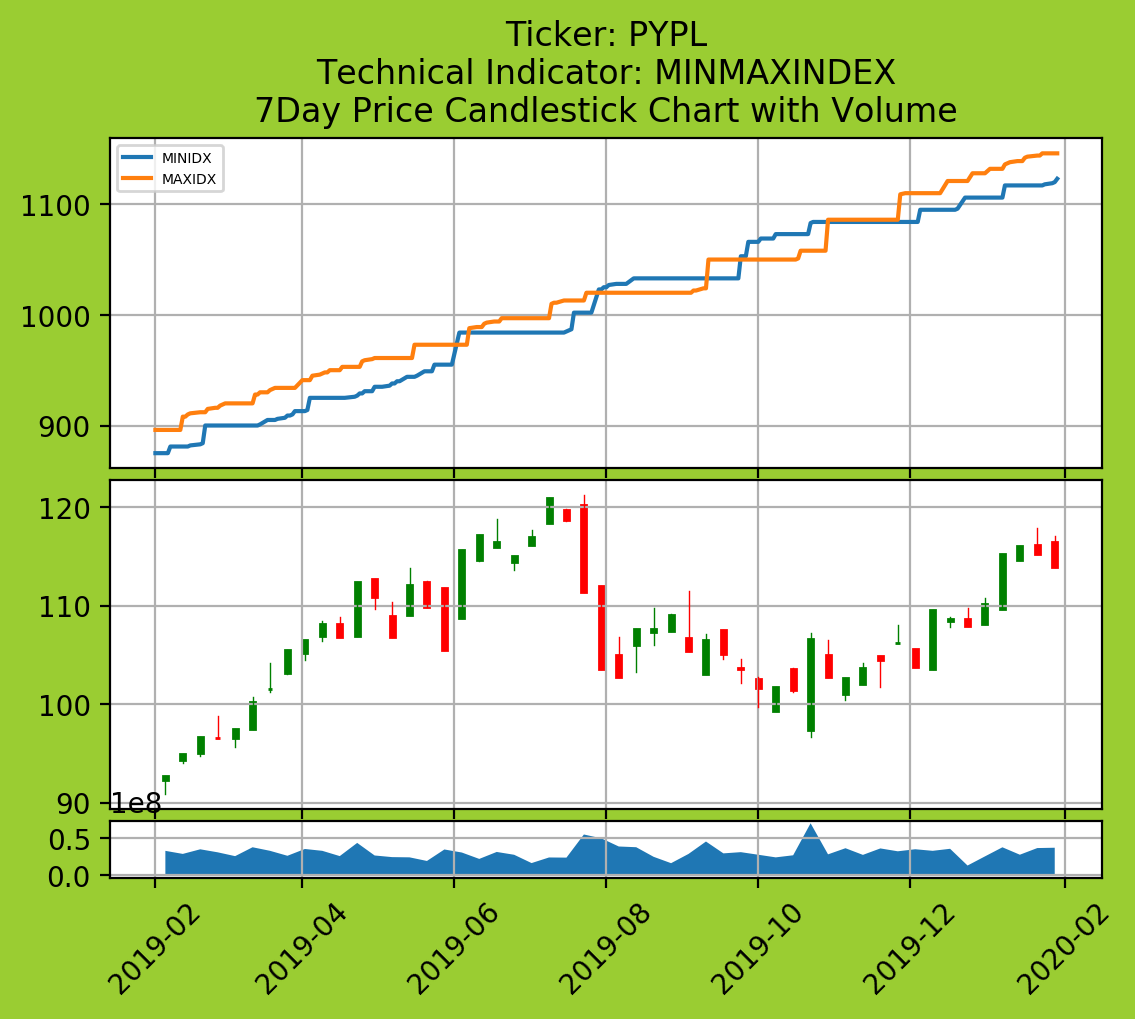 Ticker: PYPL
Technical Indicator: MINMAXINDEX
7Day Price Candlestick Chart with Volume
MINIDX
MAXIDX
1100
1000
900
120
110
100
90
1e8
0.5
0.0
2019-02
2019-04
2019-06
2019-08
2019-10
2019-12
2020-02